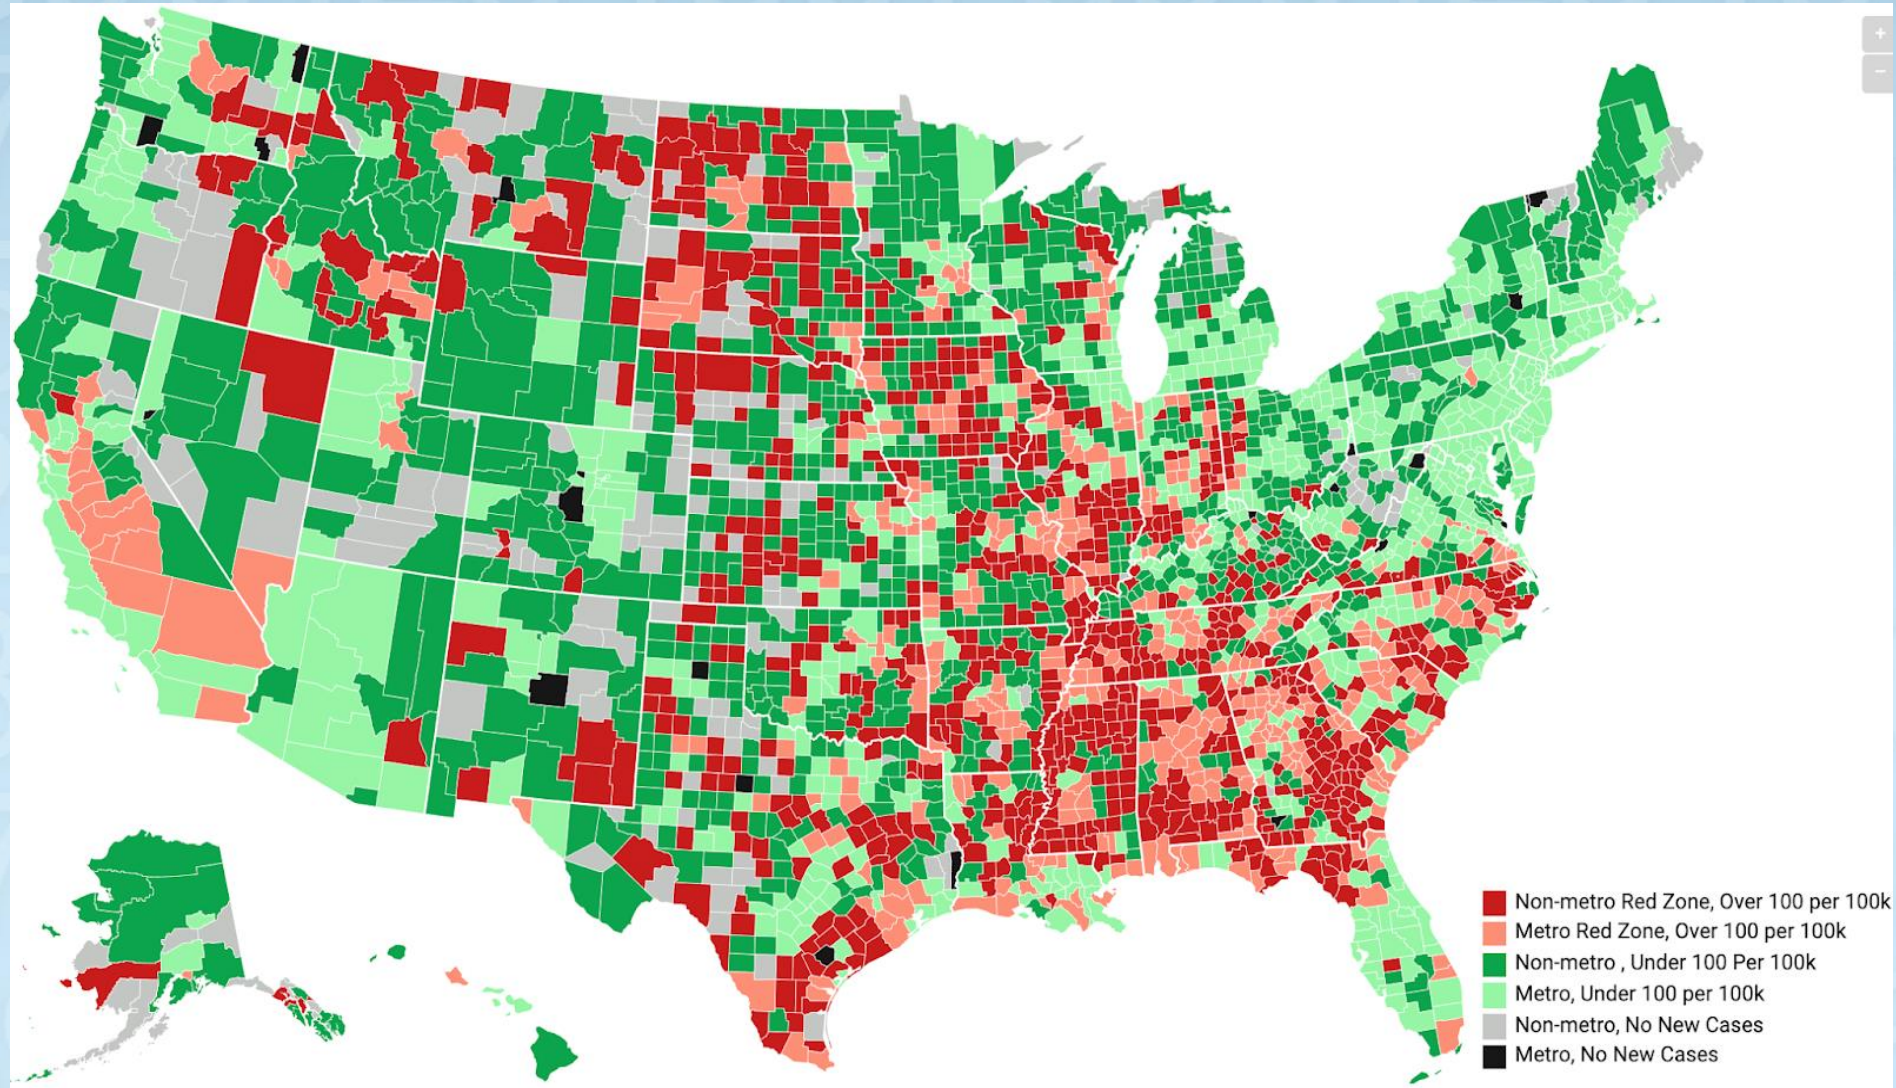 +
−
Non-metro Red Zone, Over 100 per 100k
Metro Red Zone, Over 100 per 100k
Non-metro , Under 100 Per 100k
Metro, Under 100 per 100k
Non-metro, No New Cases
Metro, No New Cases